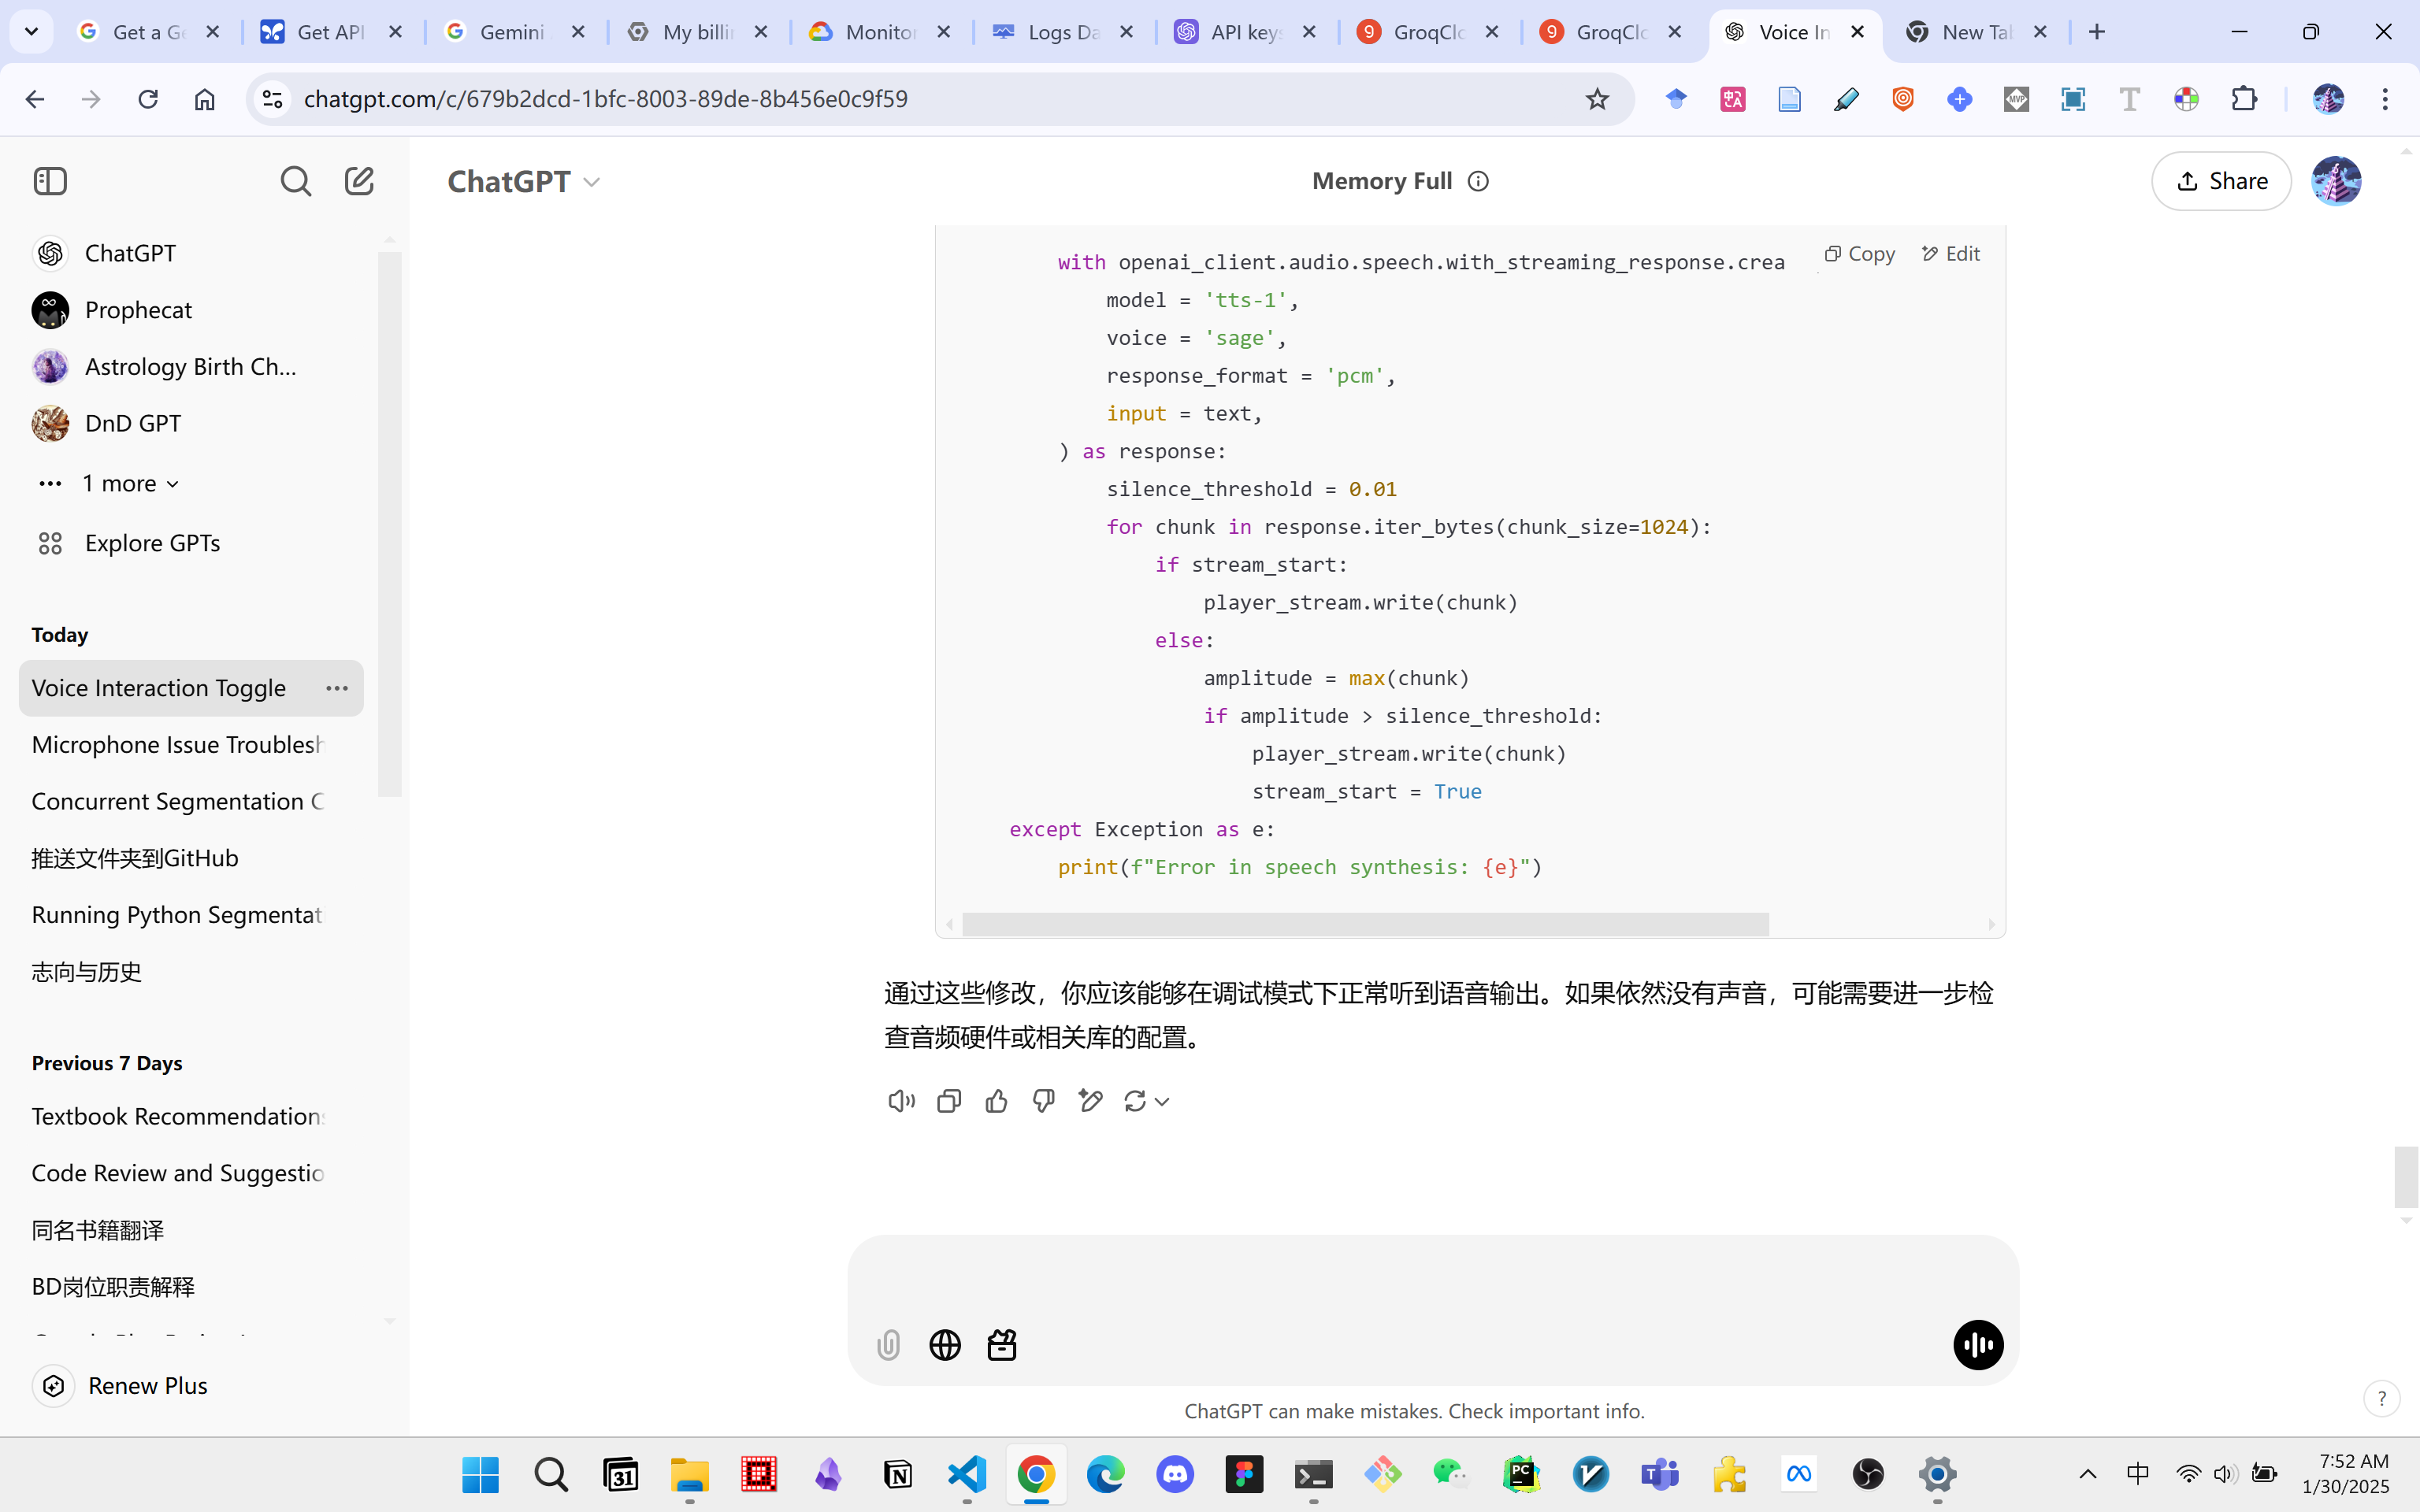 Get a Ge
Get API
Gemini
My billin
Monitor
Logs Da
API keys
GroqClo
GroqClo
Voice In
New Tab
chatgpt.com/c/679b2dcd-1bfc-8003-89de-8b456e0c9f59
ChatGPT
Memory Full
Share
ChatGPT
Prophecat
Astrology Birth Ch...
DnD GPT
1 more
Explore GPTs
Today
Voice Interaction Toggle
Microphone Issue Troublesh
Concurrent Segmentation C
推送文件夹到GitHub
Running Python Segmentati
志向与历史
Previous 7 Days
Textbook Recommendations
Code Review and Suggestio
同名书籍翻译
BD岗位职责解释
Renew Plus
Copy
Edit
with openai_client.audio.speech.with_streaming_response.crea
model = 'tts-1',
voice = 'sage',
response_format = 'pcm',
input = text,
) as response:
silence_threshold = 0.01
for chunk in response.iter_bytes(chunk_size=1024):
if stream_start:
player_stream.write(chunk)
else:
amplitude = max(chunk)
if amplitude > silence_threshold:
player_stream.write(chunk)
stream_start = True
except Exception as e:
print(f"Error in speech synthesis: {e}")
通过这些修改，你应该能够在调试模式下正常听到语音输出。如果依然没有声音，可能需要进一步检
查音频硬件或相关库的配置。
ChatGPT can make mistakes. Check important info.
?
31
中
7:52 AM
1/30/2025